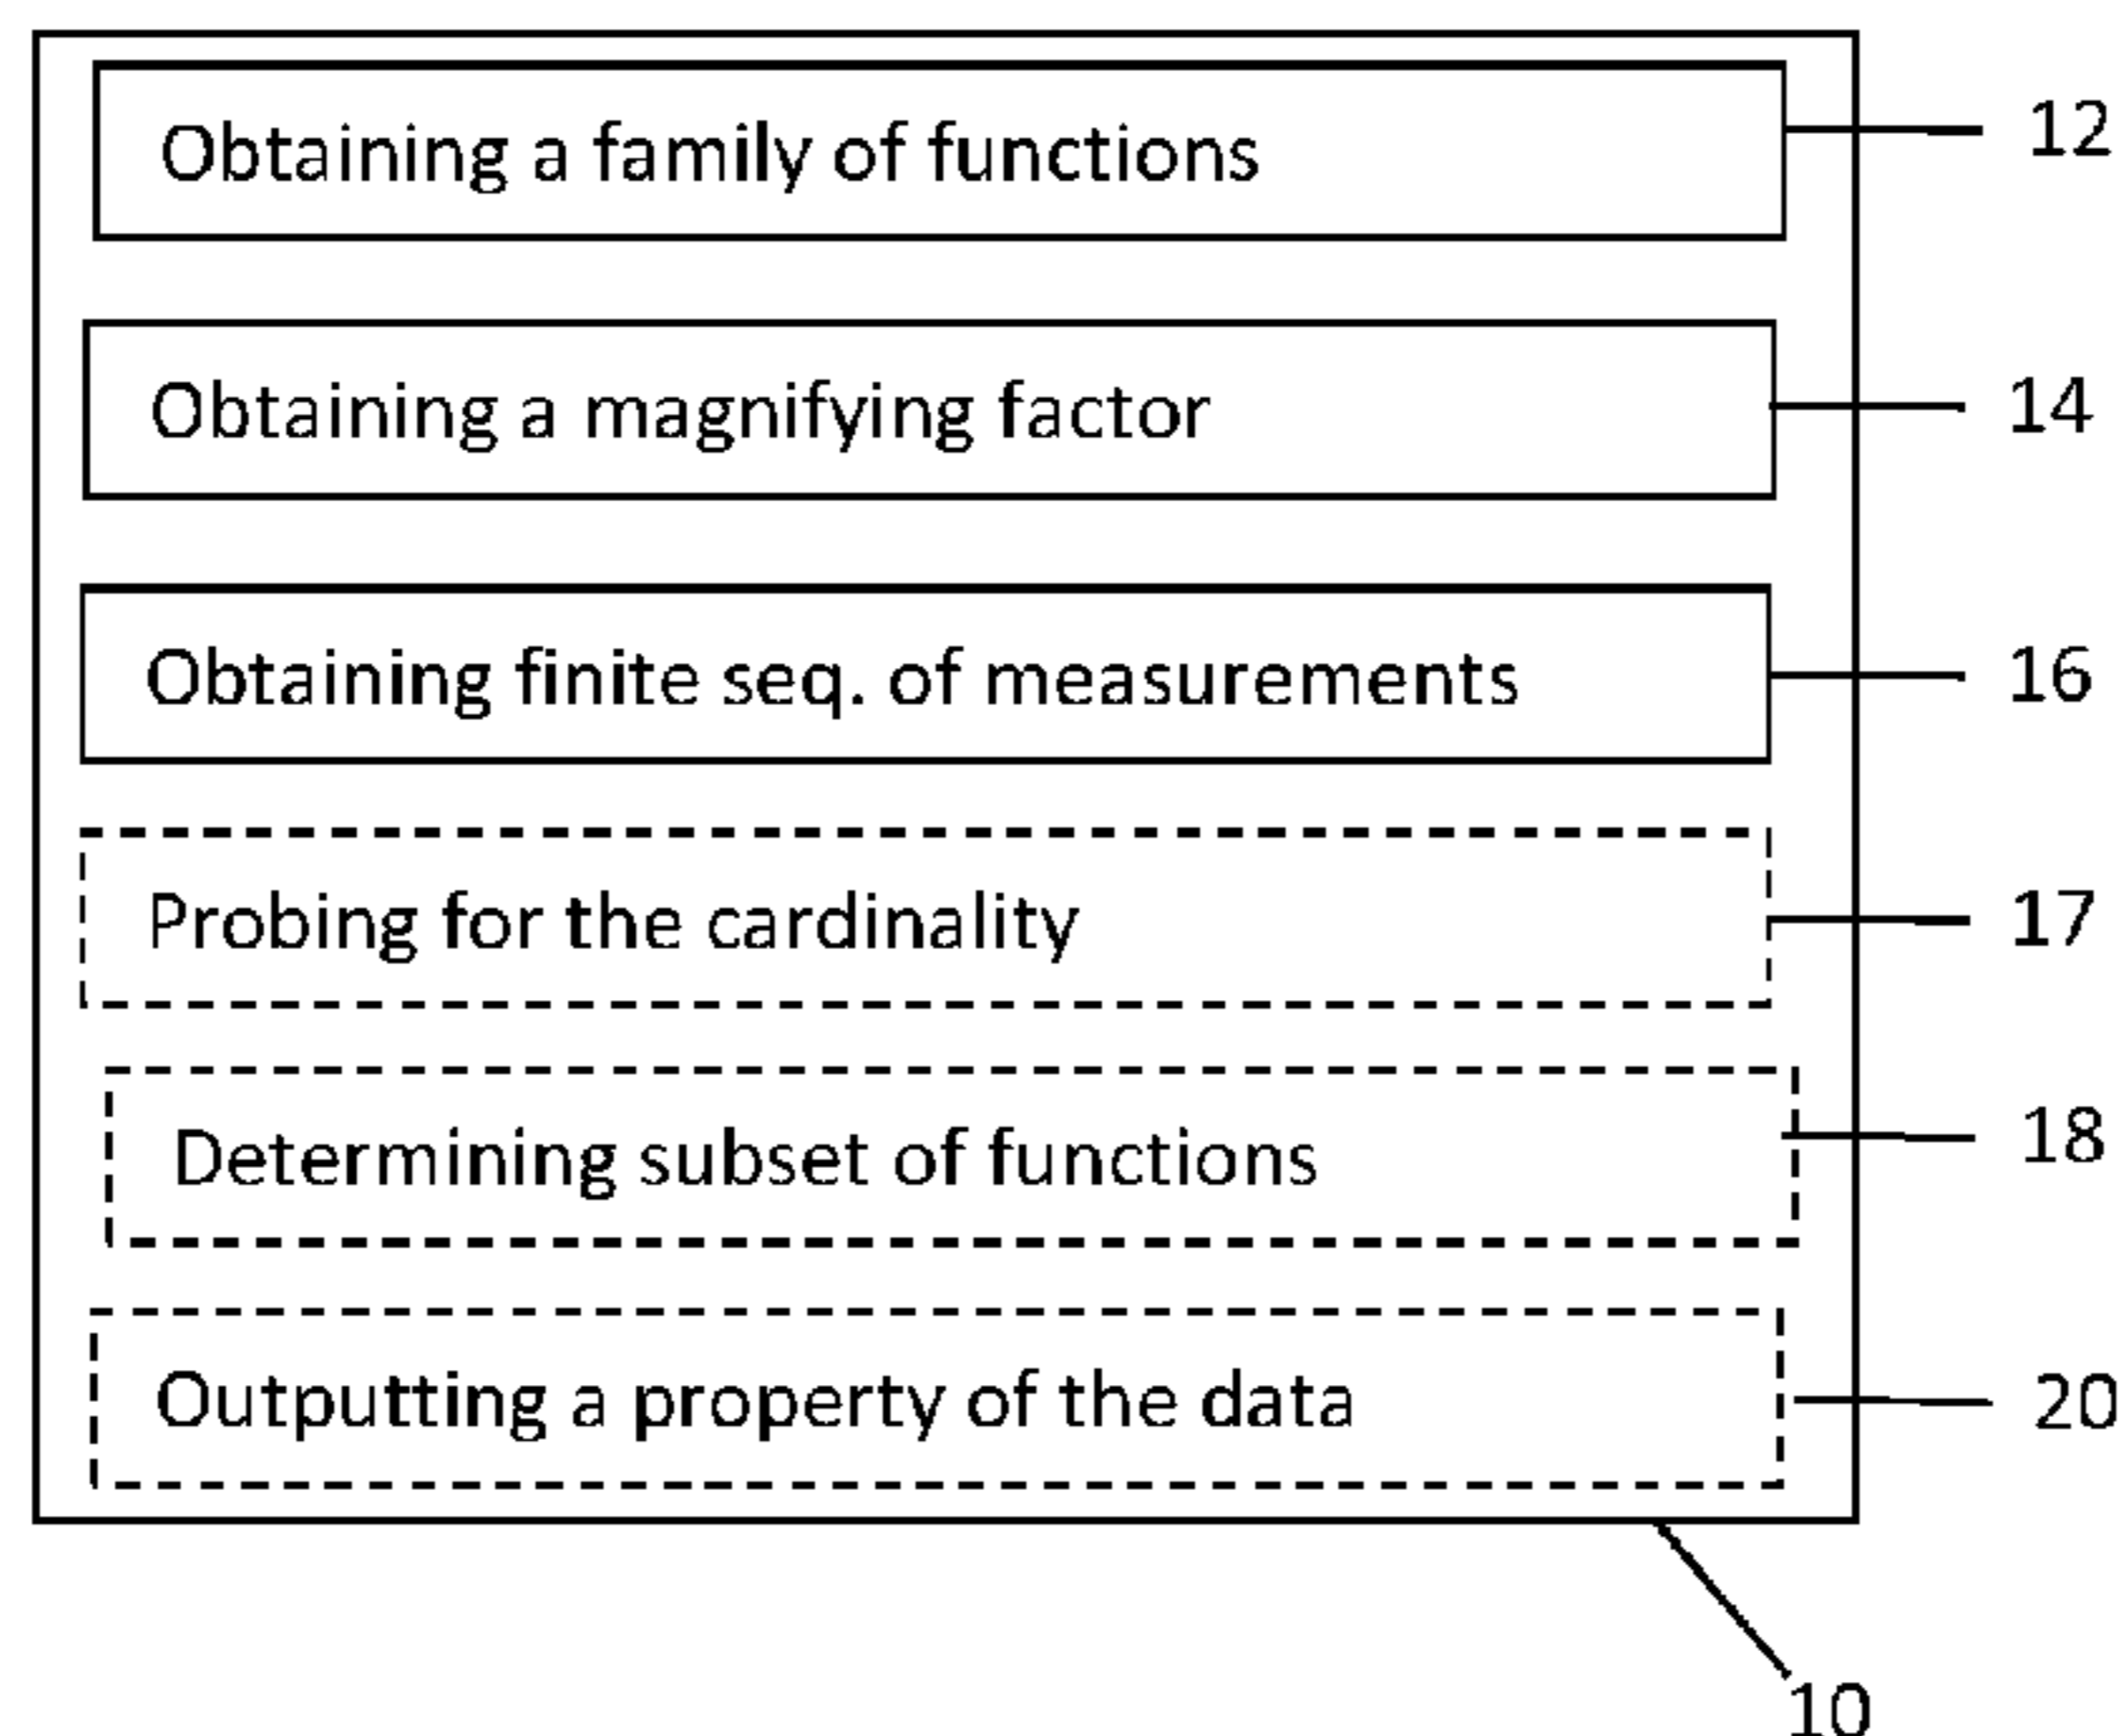 Obtaining a family of functions 12
Obtaining a magnifying factor 14
Obtaining finite seq. of measurements 16
Probing for the cardinality 17
Determining subset of functions 18
Outputting a property of the data 20
10